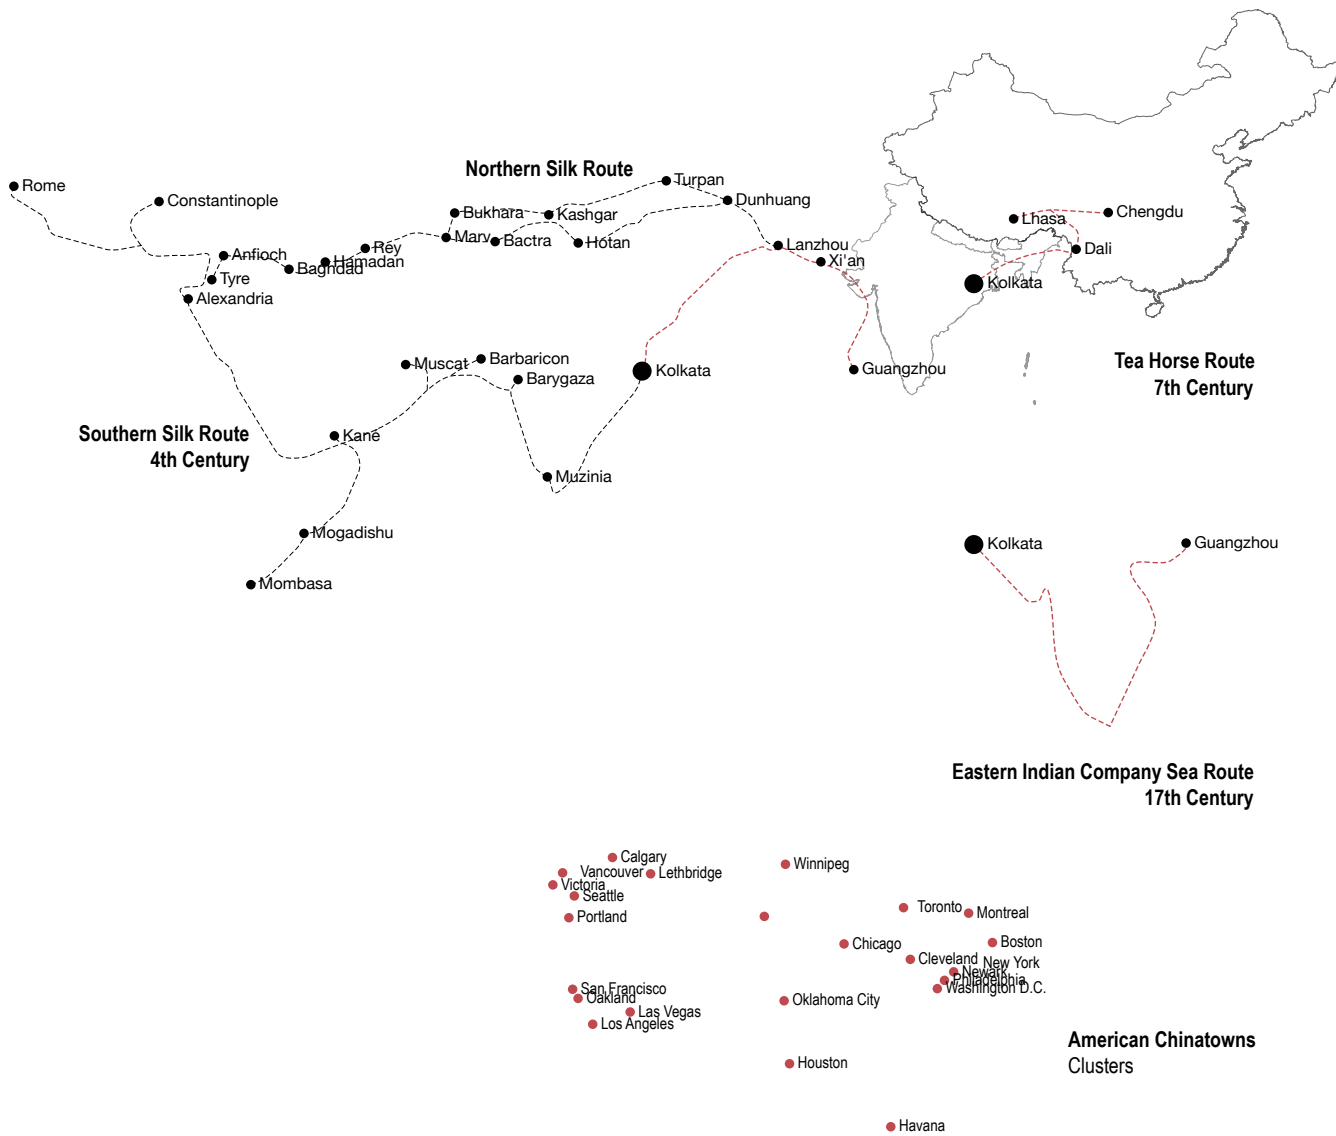 Northern Silk Route
Rome
Constantinople
Turpan
Dunhuang
Bukhara
Kashgar
Marv
Bactra
Hotan
Lanzhou
Xi'an
Rey
Anfioch
Hamadan
Baghdad
Tyre
Alexandria
Lhasa
Chengdu
Dali
Kolkata
Muscat
Barbaricon
Barygaza
Kolkata
Guangzhou
Tea Horse Route
7th Century
Southern Silk Route
4th Century
Kane
Muzinia
Mogadishu
Mombasa
Kolkata
Guangzhou
Eastern Indian Company Sea Route
17th Century
Calgary
Vancouver
Lethbridge
Victoria
Seattle
Portland
Winnipeg
Toronto
Montreal
Chicago
Boston
Cleveland
New York
Newark
Philadelphia
Washington D.C.
San Francisco
Oakland
Las Vegas
Los Angeles
Oklahoma City
Houston
Havana
American Chinatowns
Clusters